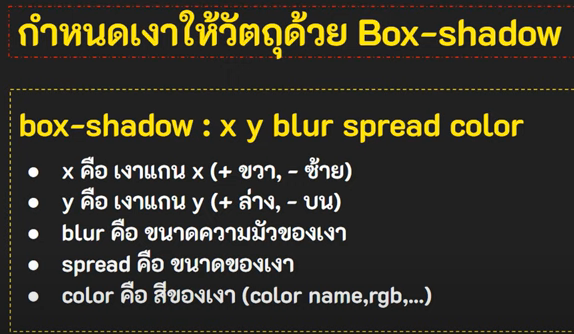 กำหนดเงาให้วัตถุด้วย Box-shadow
box-shadow : x y blur spread color
● x คือ เงาแกน x (+ ขวา, - ซ้าย)
● y คือ เงาแกน y (+ ล่าง, - บน)
● blur คือ ขนาดความมัวของเงา
● spread คือ ขนาดของเงา
● color คือ สีของเงา (color name,rgb,...)